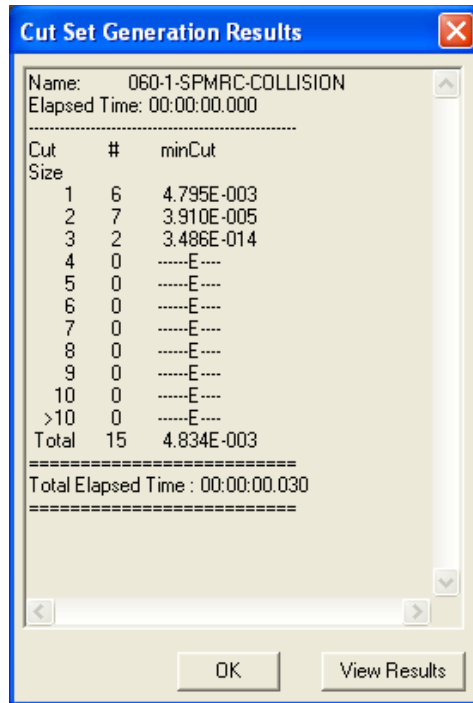 Cut Set Generation Results
Name: 060-1-SPMRC-COLLISION
Elapsed Time: 00:00:00.000
--------------------------------------------------
Cut # minCut
Size
1 6 4.795E-003
2 7 3.910E-005
3 2 3.486E-014
4 0 ------E----
5 0 ------E----
6 0 ------E----
7 0 ------E----
8 0 ------E----
9 0 ------E----
10 0 ------E----
>10 0 ------E----
Total 15 4.834E-003
==========================
Total Elapsed Time : 00:00:00.030
==========================
OK View Results